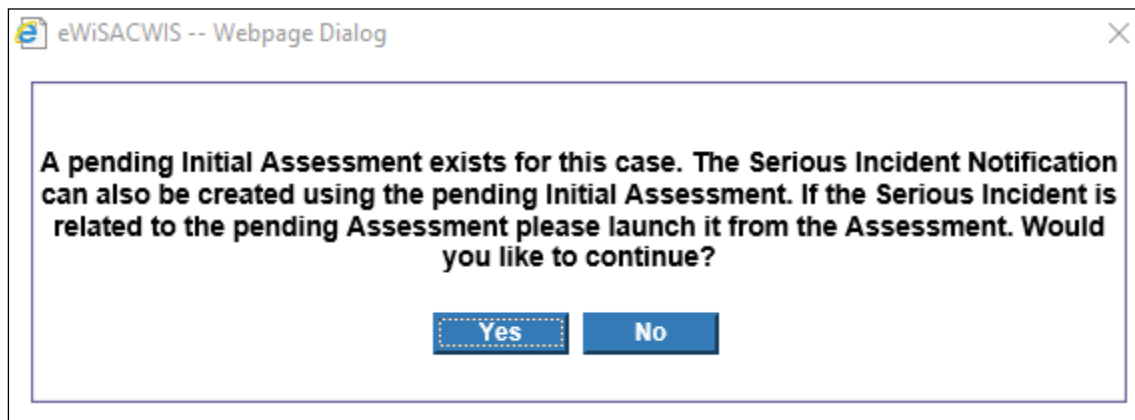 eWiSACWIS -- Webpage Dialog
A pending Initial Assessment exists for this case. The Serious Incident Notification
can also be created using the pending Initial Assessment. If the Serious Incident is
related to the pending Assessment please launch it from the Assessment. Would
you like to continue?
Yes No